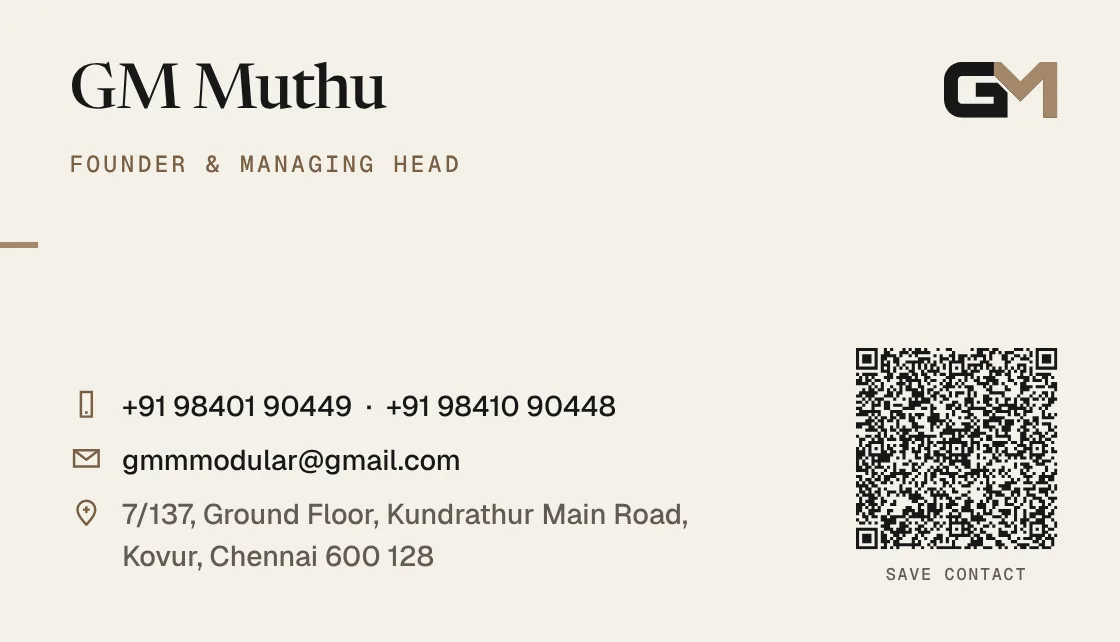 GM Muthu
GM
FOUNDER & MANAGING HEAD
+91 98401 90449 · +91 98410 90448
gmmmodular@gmail.com
7/137, Ground Floor, Kundrathur Main Road,
Kovur, Chennai 600 128
SAVE CONTACT